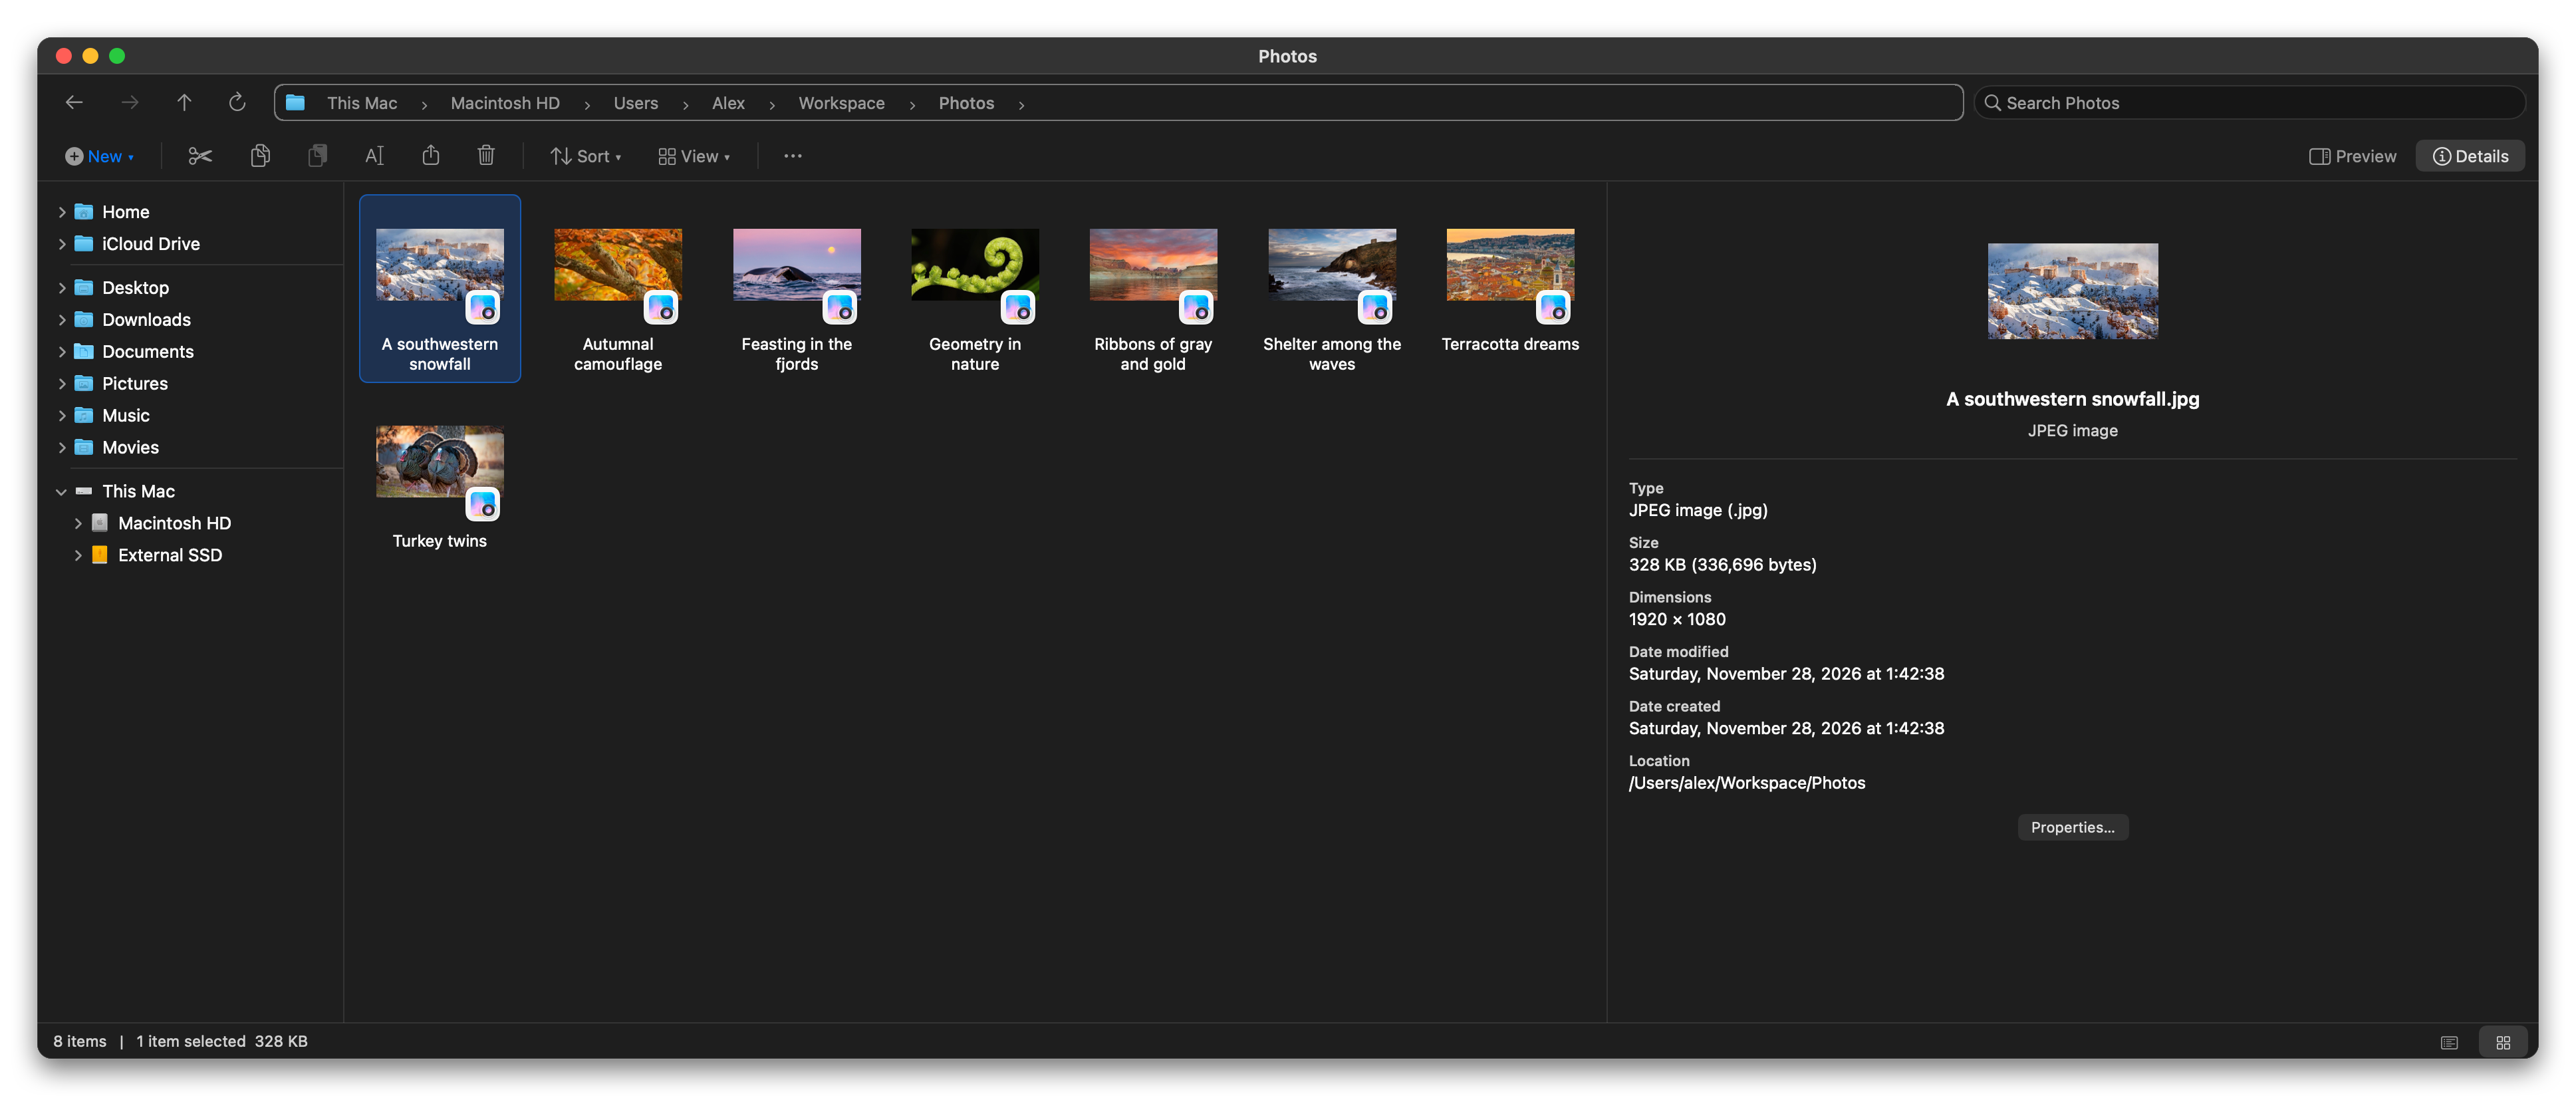 Photos
This Mac > Macintosh HD > Users > Alex > Workspace > Photos >
Search Photos
New
Sort
View
Preview
Details
Home
iCloud Drive
Desktop
Downloads
Documents
Pictures
Music
Movies
This Mac
Macintosh HD
External SSD
A southwestern
snowfall
Autumnal
camouflage
Feasting in the
fjords
Geometry in
nature
Ribbons of gray
and gold
Shelter among the
waves
Terracotta dreams
Turkey twins
A southwestern snowfall.jpg
JPEG image
Type
JPEG image (.jpg)
Size
328 KB (336,696 bytes)
Dimensions
1920 × 1080
Date modified
Saturday, November 28, 2026 at 1:42:38
Date created
Saturday, November 28, 2026 at 1:42:38
Location
/Users/alex/Workspace/Photos
Properties...
8 items | 1 item selected 328 KB